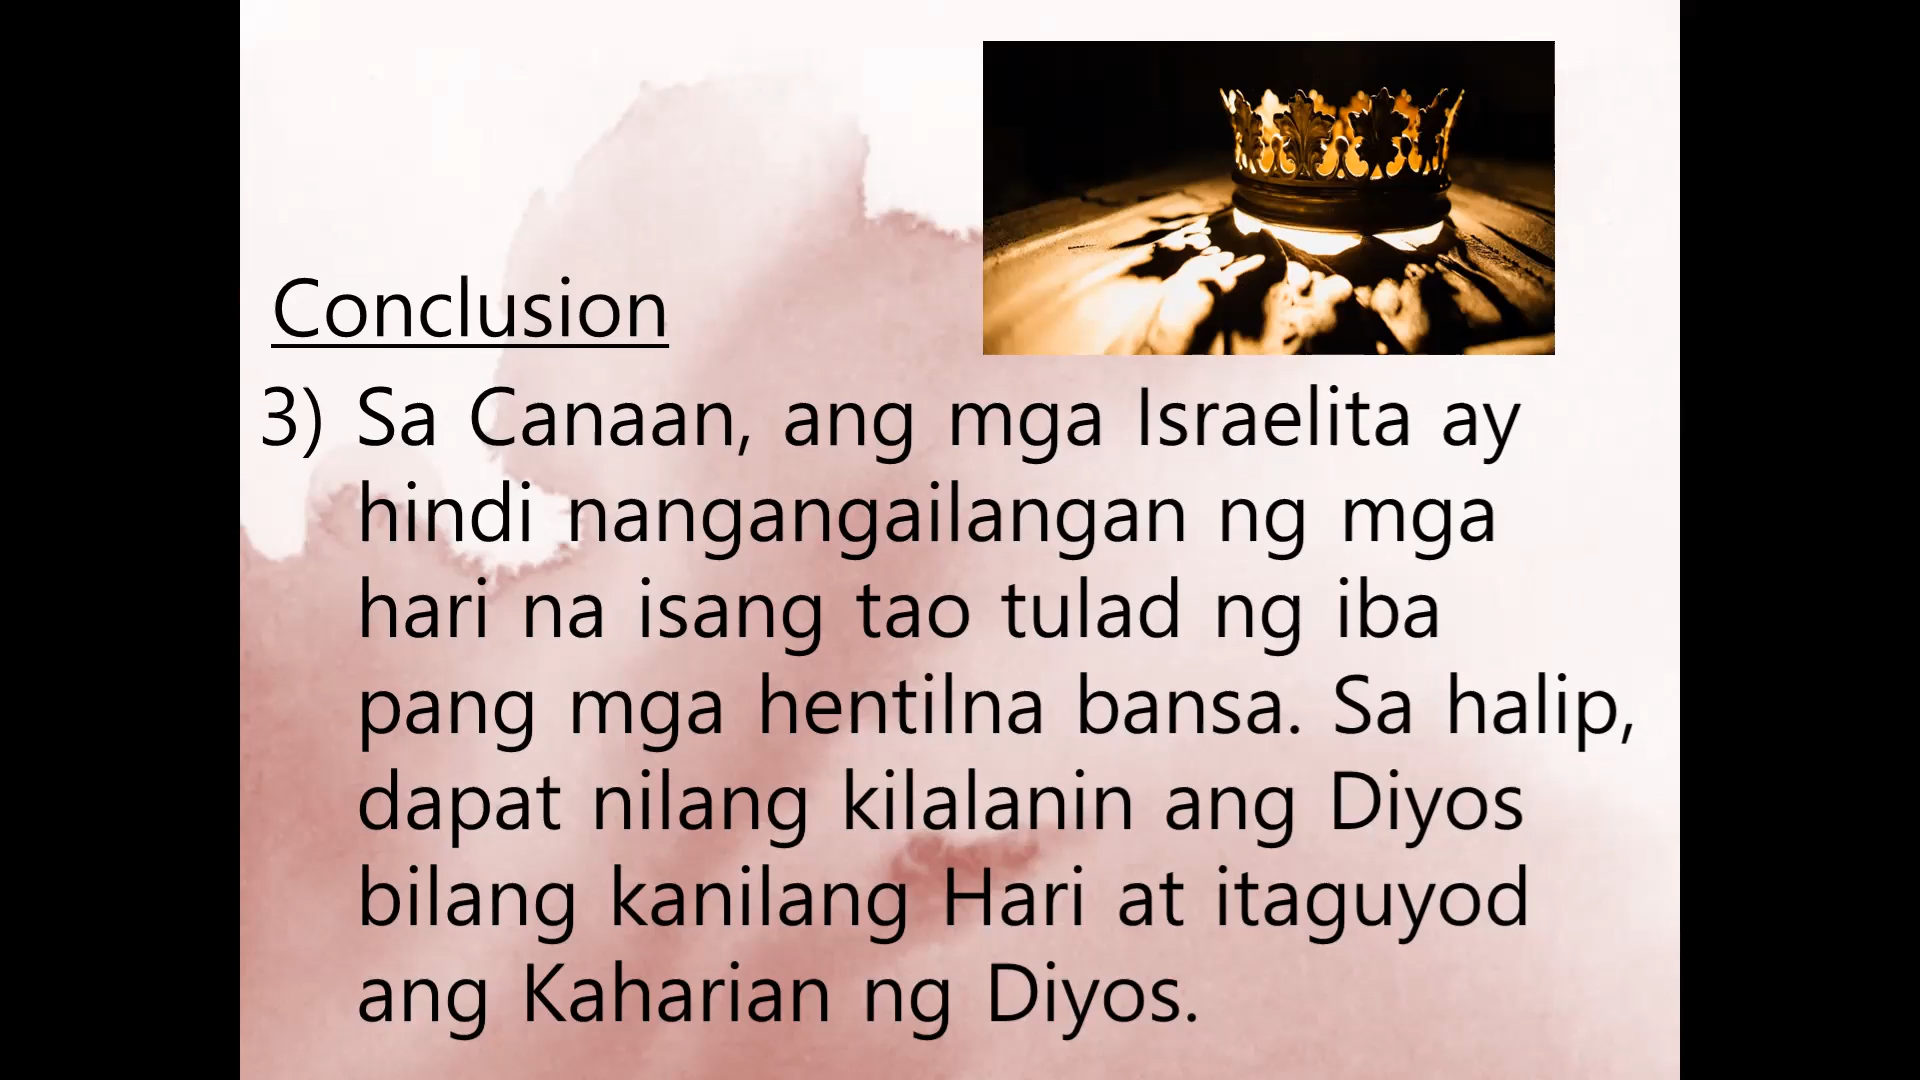 Conclusion
3) Sa Canaan, ang mga Israelita ay
hindi nangangailangan ng mga
hari na isang tao tulad ng iba
pang mga hentilna bansa. Sa halip,
dapat nilang kilalanin ang Diyos
bilang kanilang Hari at itaguyod
ang Kaharian ng Diyos.